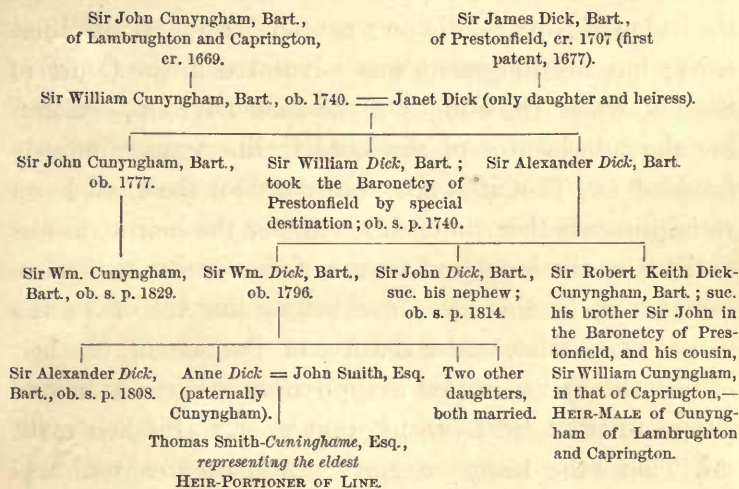 Sir John Cunyngham, Bart.,
of Lambrughton and Caprington,
cr. 1669.
Sir James Dick, Bart.,
of Prestonfield, cr. 1707 (first
patent, 1677).
Sir William Cunyngham, Bart., ob. 1740. == Janet Dick (only daughter and heiress).
Sir John Cunyngham, Bart.,
ob. 1777.
Sir William Dick, Bart.;
took the Baronetcy of
Prestonfield by special
destination; ob. s. p. 1740.
Sir Alexander Dick, Bart.
Sir Wm. Cunyngham,
Bart., ob. s. p. 1829.
Sir Wm. Dick, Bart.,
ob. 1796.
Sir John Dick, Bart.,
suc. his nephew;
ob. s. p. 1814.
Sir Robert Keith Dick-
Cunyngham, Bart.; suc.
his brother Sir John in
the Baronetcy of Pres-
tonfield, and his cousin,
Sir William Cunyngham,
in that of Caprington,—
HEIR-MALE of Cunyng-
ham of Lambrughton
and Caprington.
Sir Alexander Dick,
Bart., ob. s. p. 1808.
Anne Dick = John Smith, Esq.
(paternally
Cunyngham).
Two other
daughters,
both married.
Thomas Smith-Cuninghame, Esq.,
representing the eldest
HEIR-PORTIONER OF LINE.